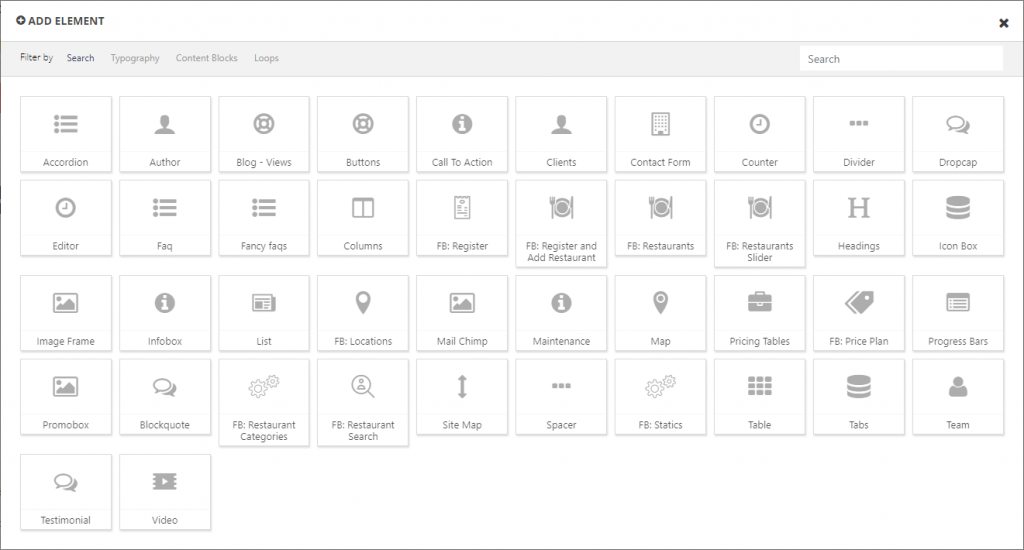 ADD ELEMENT
Filter by Search Typography Content Blocks Loops Search
Accordion Author Blog - Views Buttons Call To Action Clients Contact Form Counter Divider Dropcap
Editor Faq Fancy faqs Columns FB: Register FB: Register and Add Restaurant FB: Restaurants FB: Restaurants Slider Headings Icon Box
Image Frame Infobox List FB: Locations Mail Chimp Maintenance Map Pricing Tables FB: Price Plan Progress Bars
Promobox Blockquote FB: Restaurant Categories FB: Restaurant Search Site Map Spacer FB: Statics Table Tabs Team
Testimonial Video